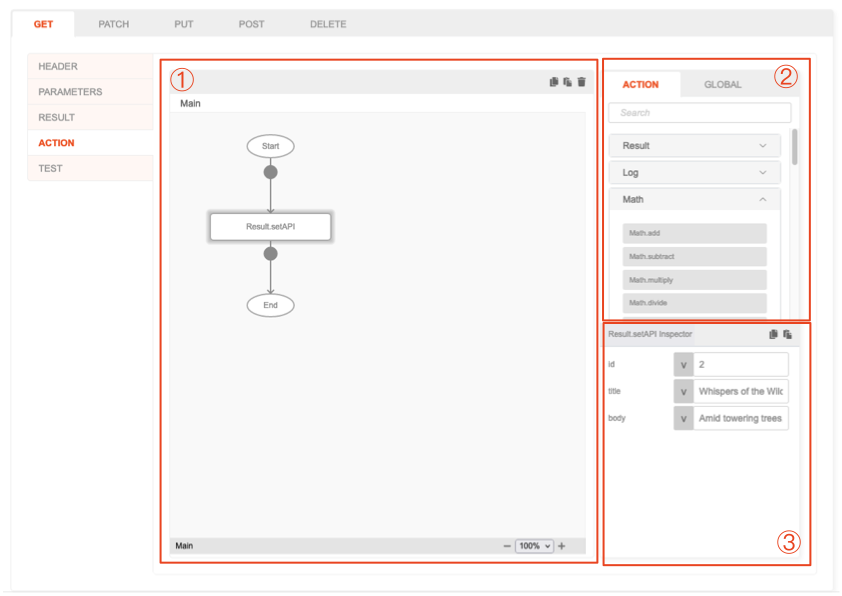 GET PATCH PUT POST DELETE
HEADER
PARAMETERS
RESULT
ACTION
TEST
①
Main
Start
Result.setAPI
End
Main − 100% +
②
ACTION GLOBAL
Search
Result
Log
Math
Math.add
Math.subtract
Math.multiply
Math.divide
Result.setAPI Inspector
id v 2
title v Whispers of the Wilc
body v Amid towering trees
③